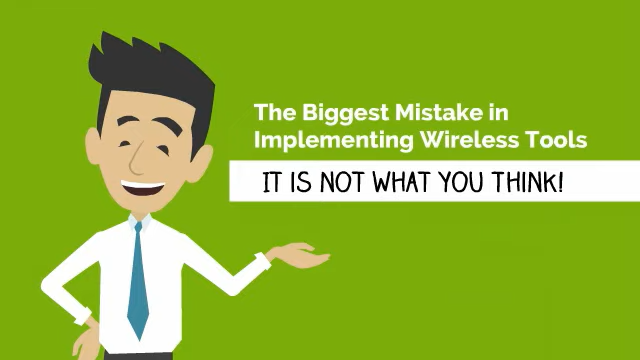 The Biggest Mistake in
Implementing Wireless Tools
IT IS NOT WHAT YOU THINK!